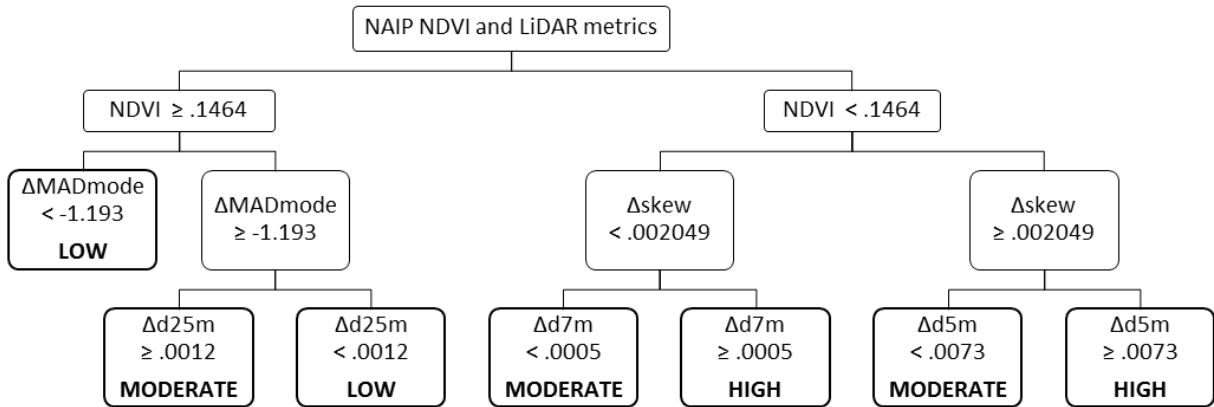 NAIP NDVI and LiDAR metrics
NDVI ≥ .1464
NDVI < .1464
ΔMADmode
< -1.193
LOW
ΔMADmode
≥ -1.193
Δskew
< .002049
Δskew
≥ .002049
Δd25m
≥ .0012
MODERATE
Δd25m
< .0012
LOW
Δd7m
< .0005
MODERATE
Δd7m
≥ .0005
HIGH
Δd5m
< .0073
MODERATE
Δd5m
≥ .0073
HIGH